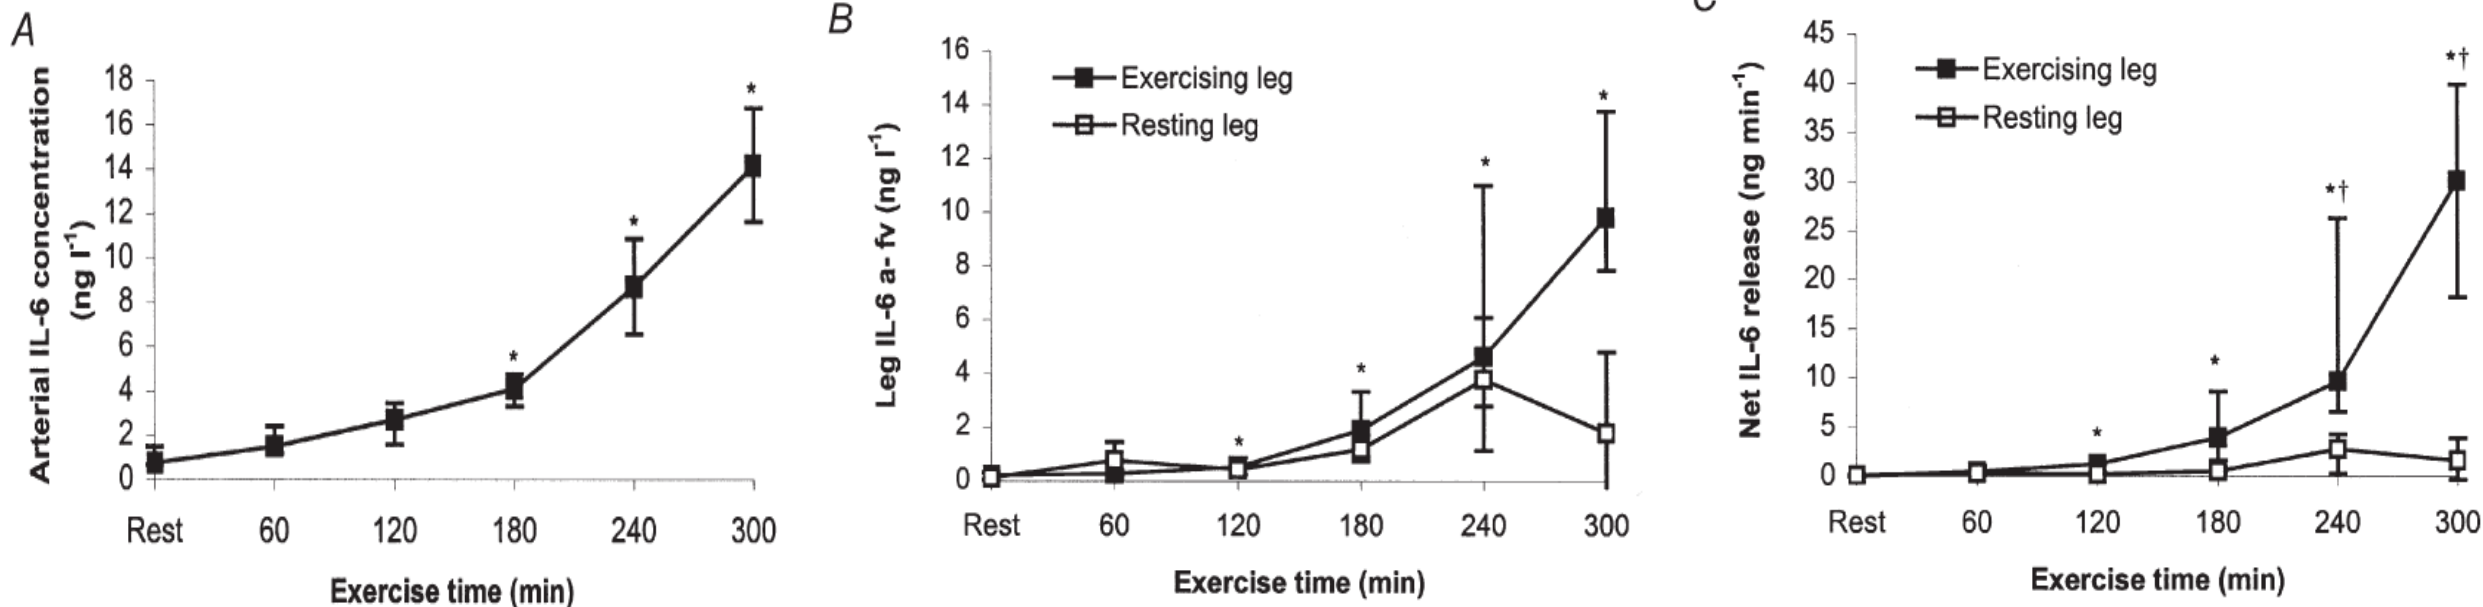 A
Arterial IL-6 concentration
(ng l-1)
18
16
14
12
10
8
6
4
2
0
*
*
*
Rest 60 120 180 240 300
Exercise time (min)
B
Leg IL-6 a- fv (ng l-1)
16
14
12
10
8
6
4
2
0
Exercising leg
Resting leg
*
*
*
*
Rest 60 120 180 240 300
Exercise time (min)
Net IL-6 release (ng min-1)
45
40
35
30
25
20
15
10
5
0
Exercising leg
Resting leg
*
*
*†
*†
Rest 60 120 180 240 300
Exercise time (min)